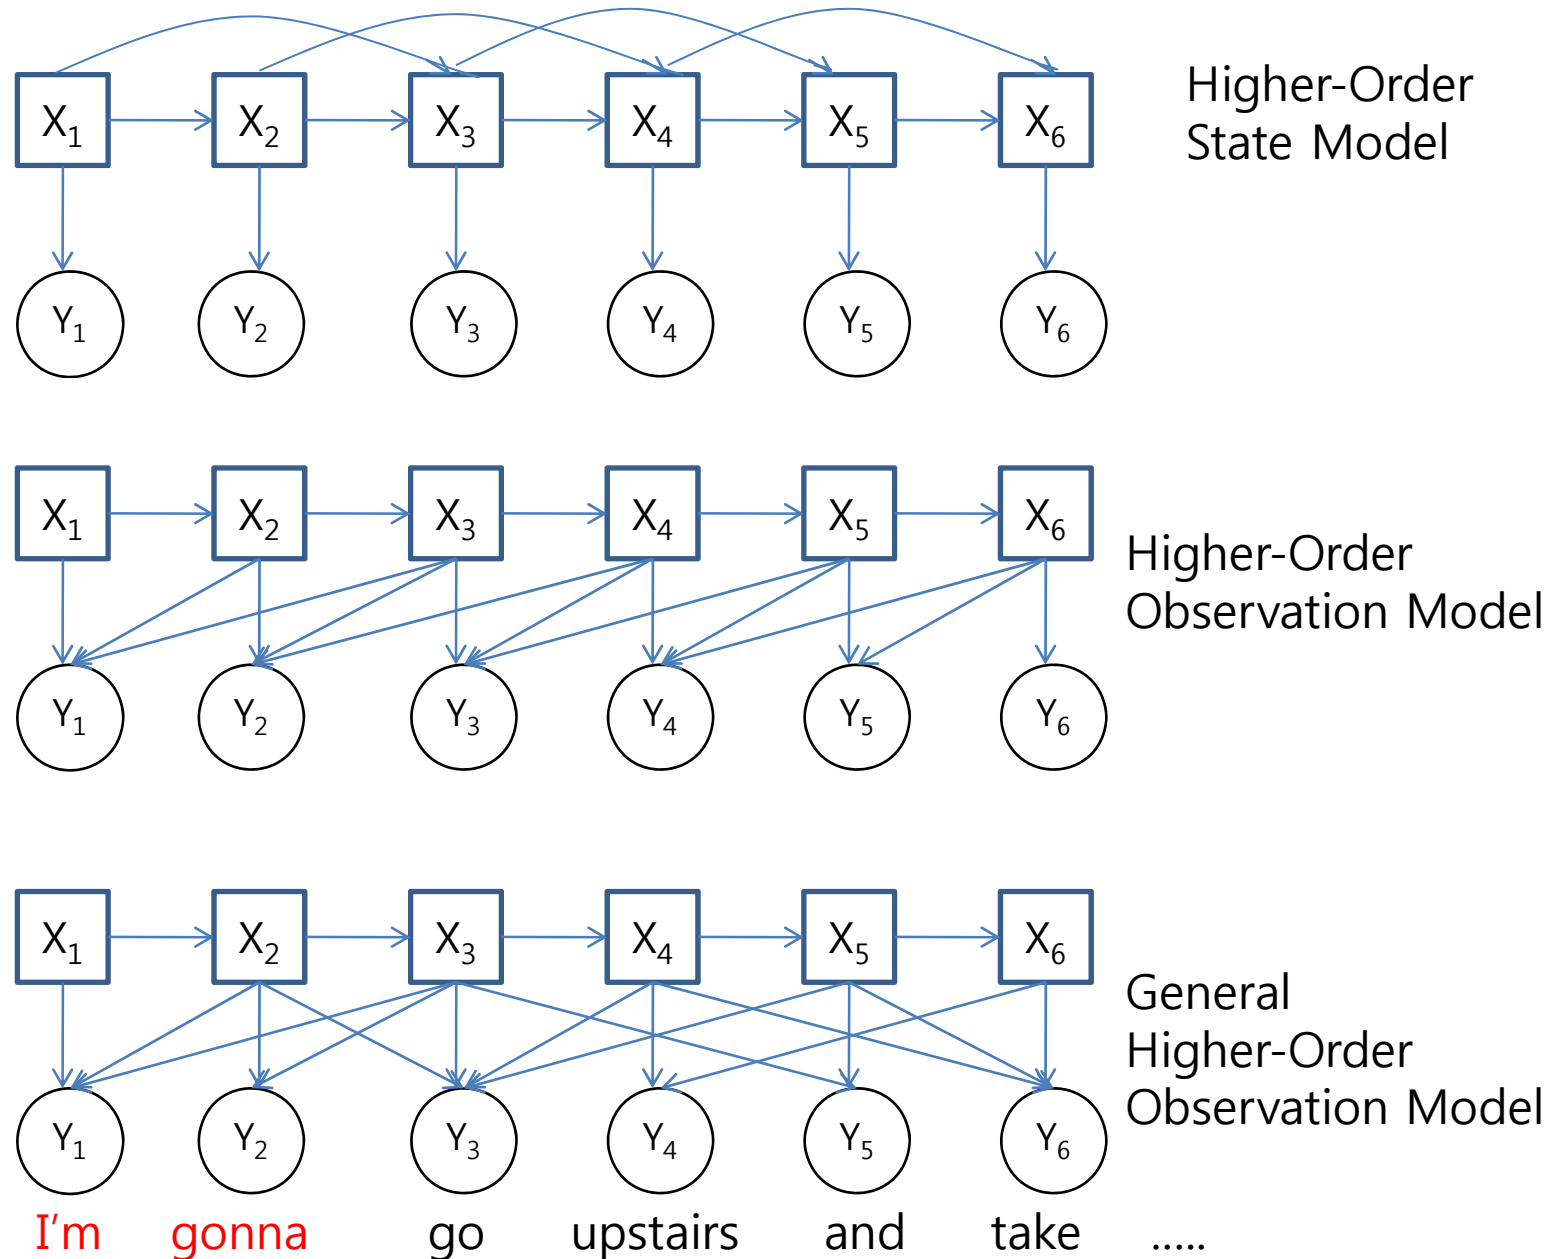 X₁ X₂ X₃ X₄ X₅ X₆
Higher-Order
State Model
Y₁ Y₂ Y₃ Y₄ Y₅ Y₆
X₁ X₂ X₃ X₄ X₅ X₆
Higher-Order
Observation Model
Y₁ Y₂ Y₃ Y₄ Y₅ Y₆
X₁ X₂ X₃ X₄ X₅ X₆
General
Higher-Order
Observation Model
Y₁ Y₂ Y₃ Y₄ Y₅ Y₆
I'm gonna go upstairs and take .....